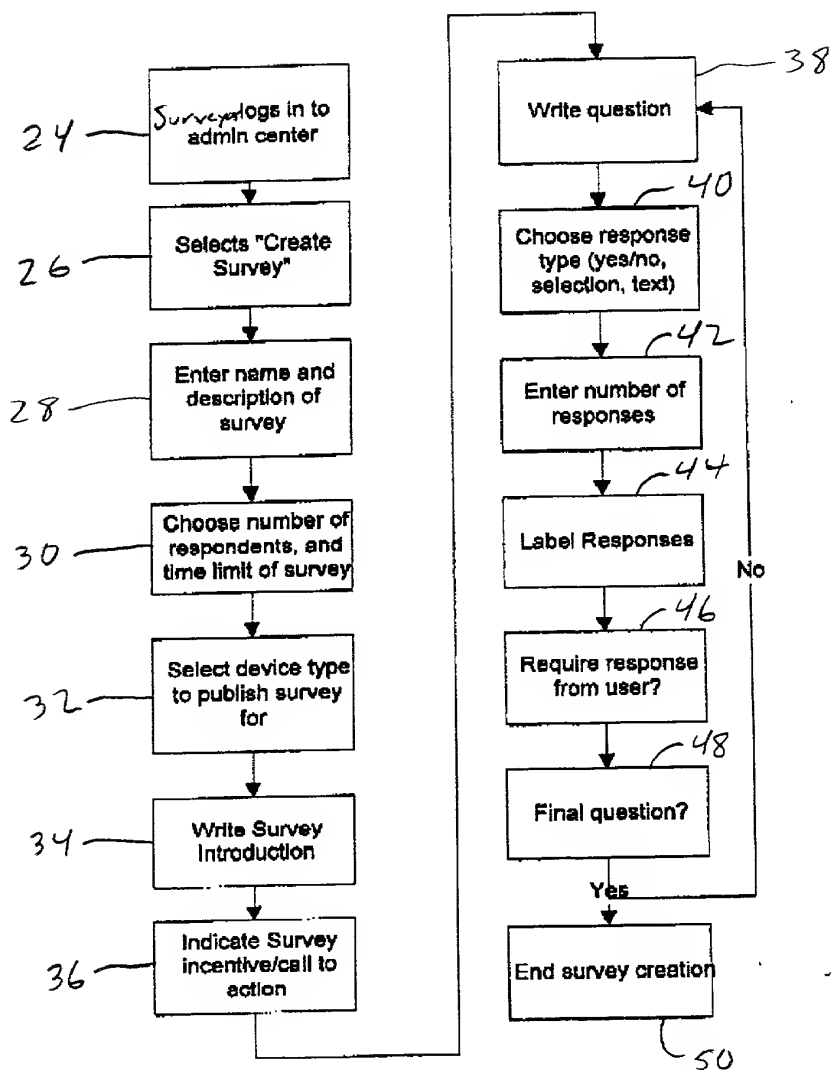 Surveyor logs in to
admin center
24
Selects "Create
Survey"
26
Enter name and
description of
survey
28
Choose number of
respondents, and
time limit of survey
30
Select device type
to publish survey
for
32
Write Survey
Introduction
34
Indicate Survey
incentive/call to
action
36
Write question
38
Choose response
type (yes/no,
selection, text)
40
Enter number of
responses
42
Label Responses
44
Require response
from user?
46
Final question?
48
No
Yes
End survey creation
50